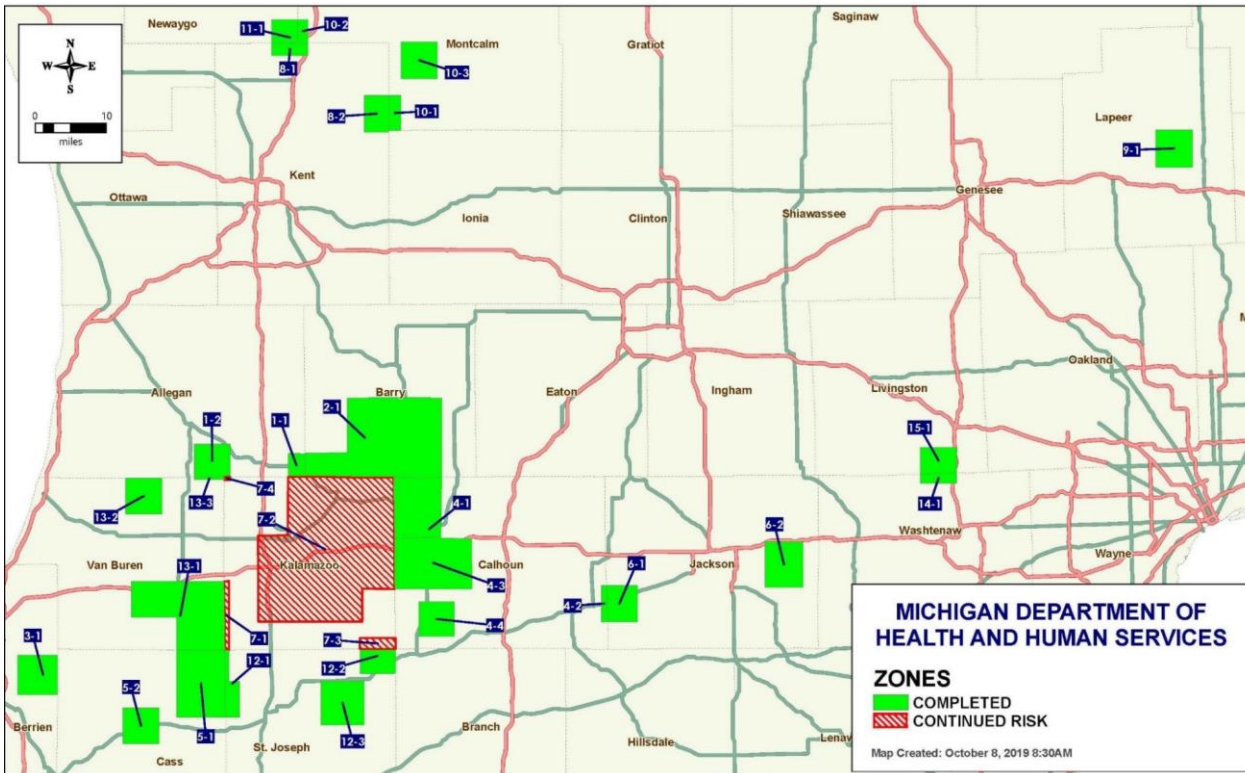 Newaygo
11-1
10-2
8-1
Montcalm
10-3
Gratiot
Saginaw
N
W E
S
0 10
miles
8-2
10-1
Lapeer
9-1
Kent
Ottawa
Ionia
Clinton
Shiawassee
Genesee
Oakland
M
Allegan
Barry
Eaton
Ingham
Livingston
2-1
1-2
1-1
15-1
13-3
7-4
13-2
14-1
4-1
7-2
6-2
Washtenaw
Wayne
Van Buren
13-1
Kalamazoo
Calhoun
4-3
6-1
Jackson
4-2
4-4
7-1
7-3
3-1
12-1
12-2
5-2
5-1
12-3
Berrien
Cass
St. Joseph
Branch
Hillsdale
Lenaw
MICHIGAN DEPARTMENT OF
HEALTH AND HUMAN SERVICES
ZONES
COMPLETED
CONTINUED RISK
Map Created: October 8, 2019 8:30AM